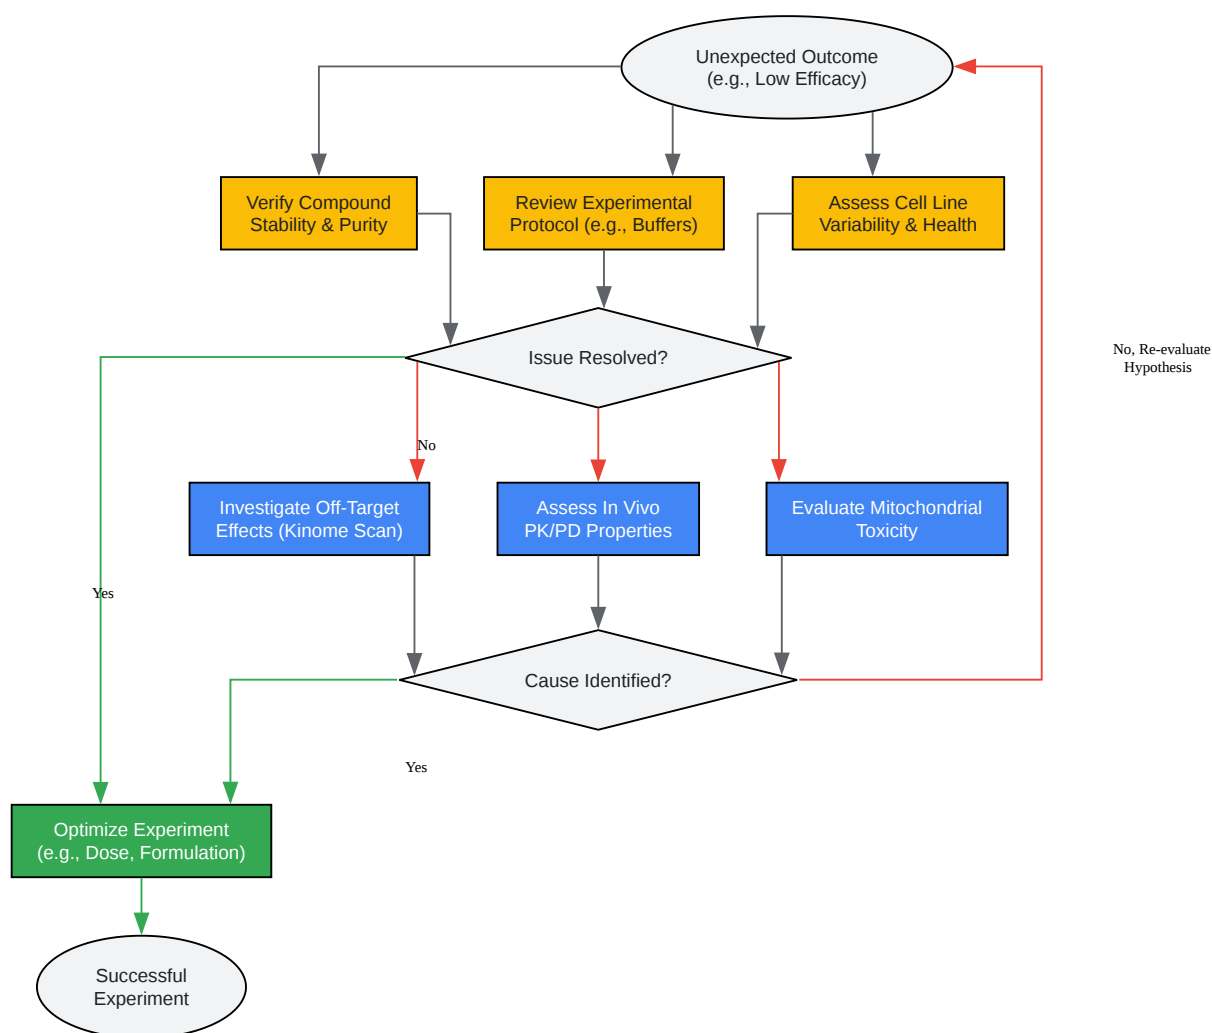 Unexpected Outcome
(e.g., Low Efficacy)
Verify Compound
Stability & Purity
Review Experimental
Protocol (e.g., Buffers)
Assess Cell Line
Variability & Health
Issue Resolved?
No, Re-evaluate
Hypothesis
No
Investigate Off-Target
Effects (Kinome Scan)
Assess In Vivo
PK/PD Properties
Evaluate Mitochondrial
Toxicity
Yes
Cause Identified?
Yes
Optimize Experiment
(e.g., Dose, Formulation)
Successful
Experiment